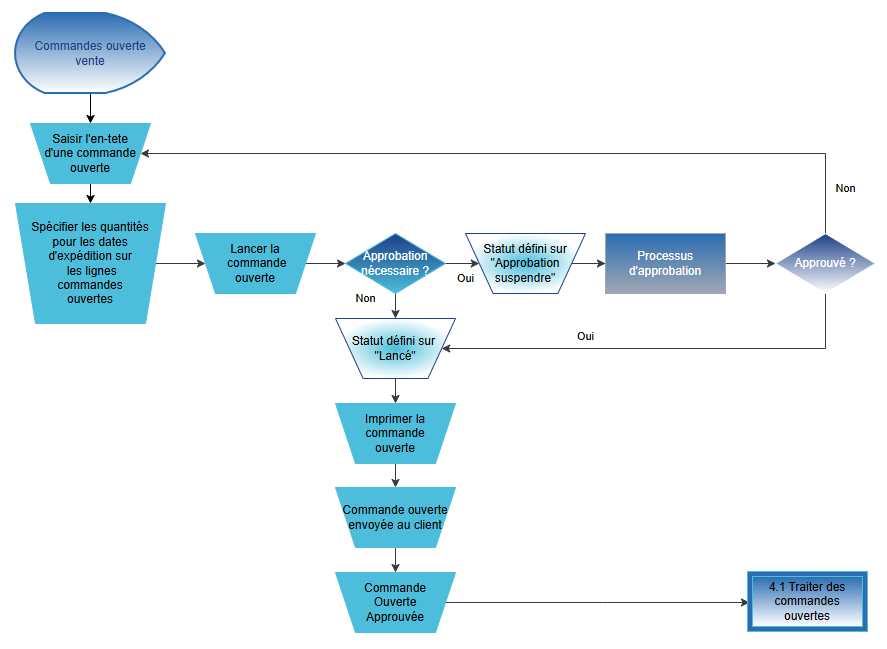 Commandes ouverte
vente
Saisir l'en-tete
d'une commande
ouverte
Non
Spécifier les quantités
pour les dates
d'expédition sur
les lignes
commandes
ouvertes
Lancer la
commande
ouverte
Approbation
nécessaire ?
Oui
Non
Statut défini sur
"Approbation
suspendre"
Processus
d'approbation
Approuvé ?
Oui
Statut défini sur
"Lancé"
Imprimer la
commande
ouverte
Commande ouverte
envoyée au client
Commande
Ouverte
Approuvée
4.1 Traiter des
commandes
ouvertes